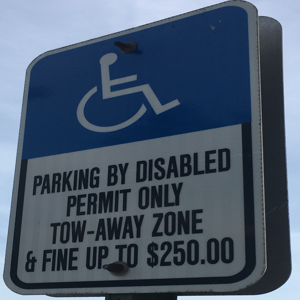 PARKING BY DISABLED
PERMIT ONLY
TOW-AWAY ZONE
& FINE UP TO $250.00